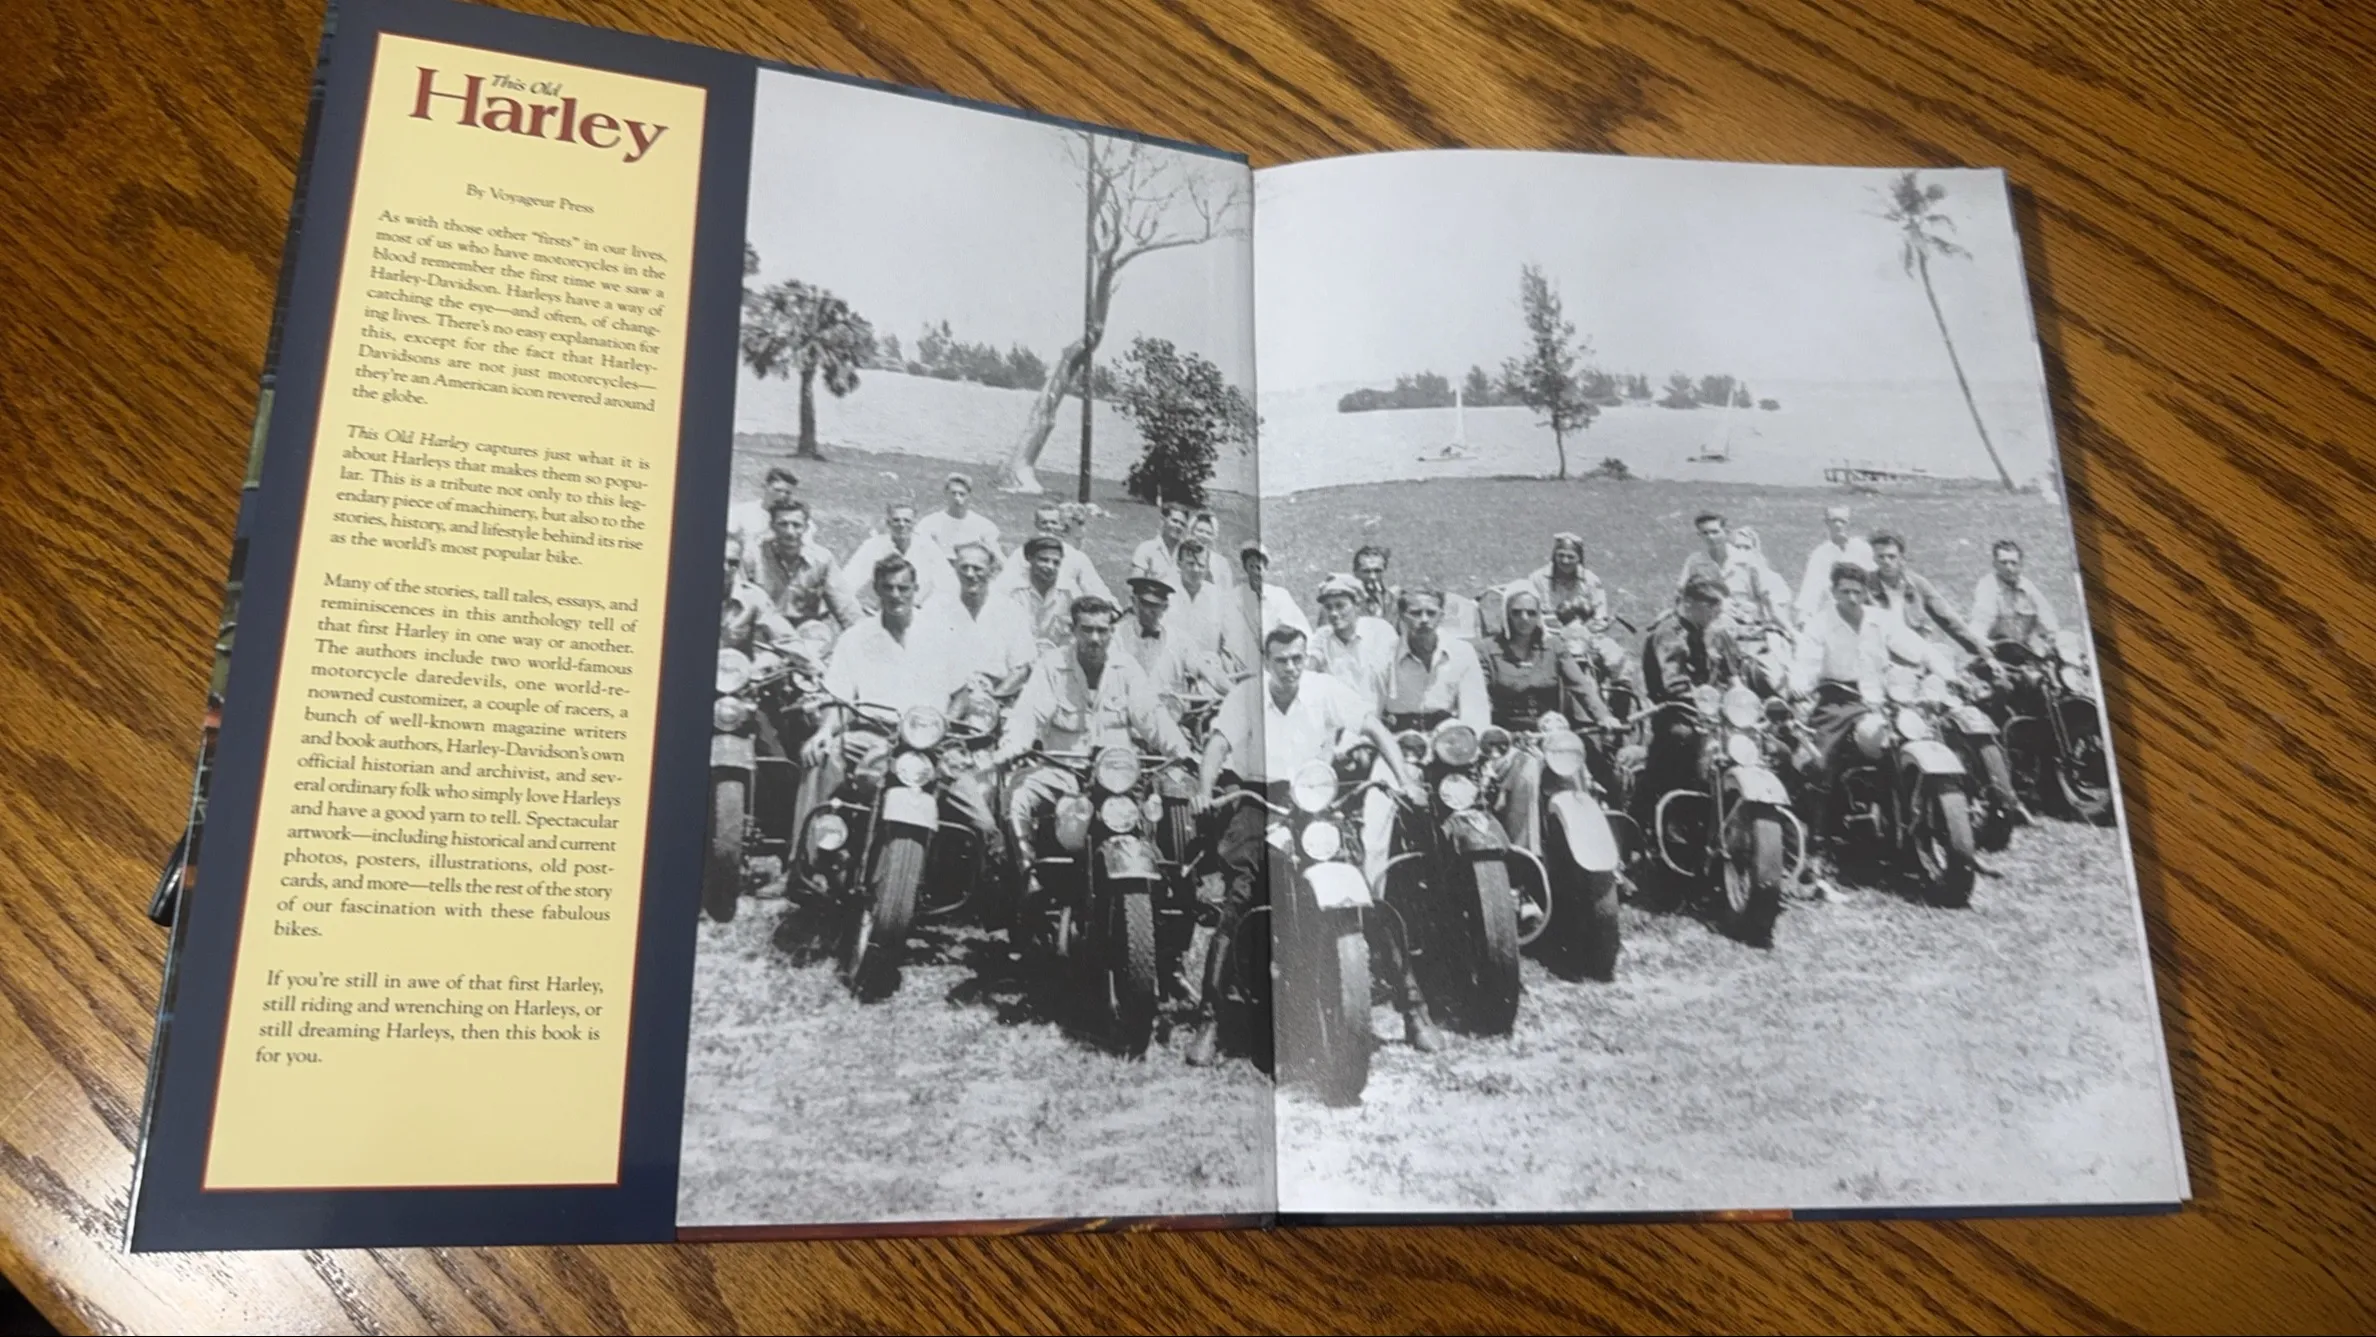 This Old
Harley
By Voyageur Press
As with those other "firsts" in our lives,
most of us who have motorcycles in the
blood remember the first time we saw a
Harley-Davidson. Harleys have a way of
catching the eye—and often, of chang-
ing lives. There's no easy explanation for
this, except for the fact that Harley-
Davidsons are not just motorcycles—
they're an American icon revered around
the globe.
This Old Harley captures just what it is
about Harleys that makes them so popu-
lar. This is a tribute not only to this leg-
endary piece of machinery, but also to the
stories, history, and lifestyle behind its rise
as the world's most popular bike.
Many of the stories, tall tales, essays, and
reminiscences in this anthology tell of
that first Harley in one way or another.
The authors include two world-famous
motorcycle daredevils, one world-re-
nowned customizer, a couple of racers, a
bunch of well-known magazine writers
and book authors, Harley-Davidson's own
official historian and archivist, and sev-
eral ordinary folk who simply love Harleys
and have a good yarn to tell. Spectacular
artwork—including historical and current
photos, posters, illustrations, old post-
cards, and more—tells the rest of the story
of our fascination with these fabulous
bikes.
If you're still in awe of that first Harley,
still riding and wrenching on Harleys, or
still dreaming Harleys, then this book is
for you.